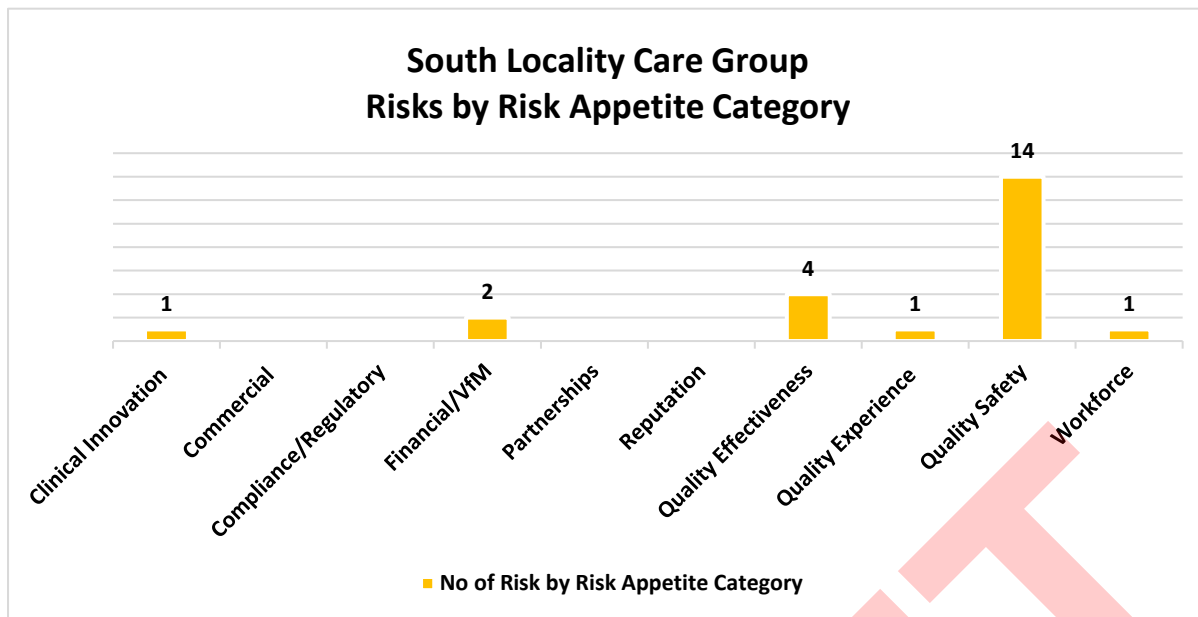 South Locality Care Group
Risks by Risk Appetite Category
14
4
2
1
1
1
Clinical Innovation
Commercial
Compliance/Regulatory
Financial/VfM
Partnerships
Reputation
Quality Effectiveness
Quality Experience
Quality Safety
Workforce
No of Risk by Risk Appetite Category